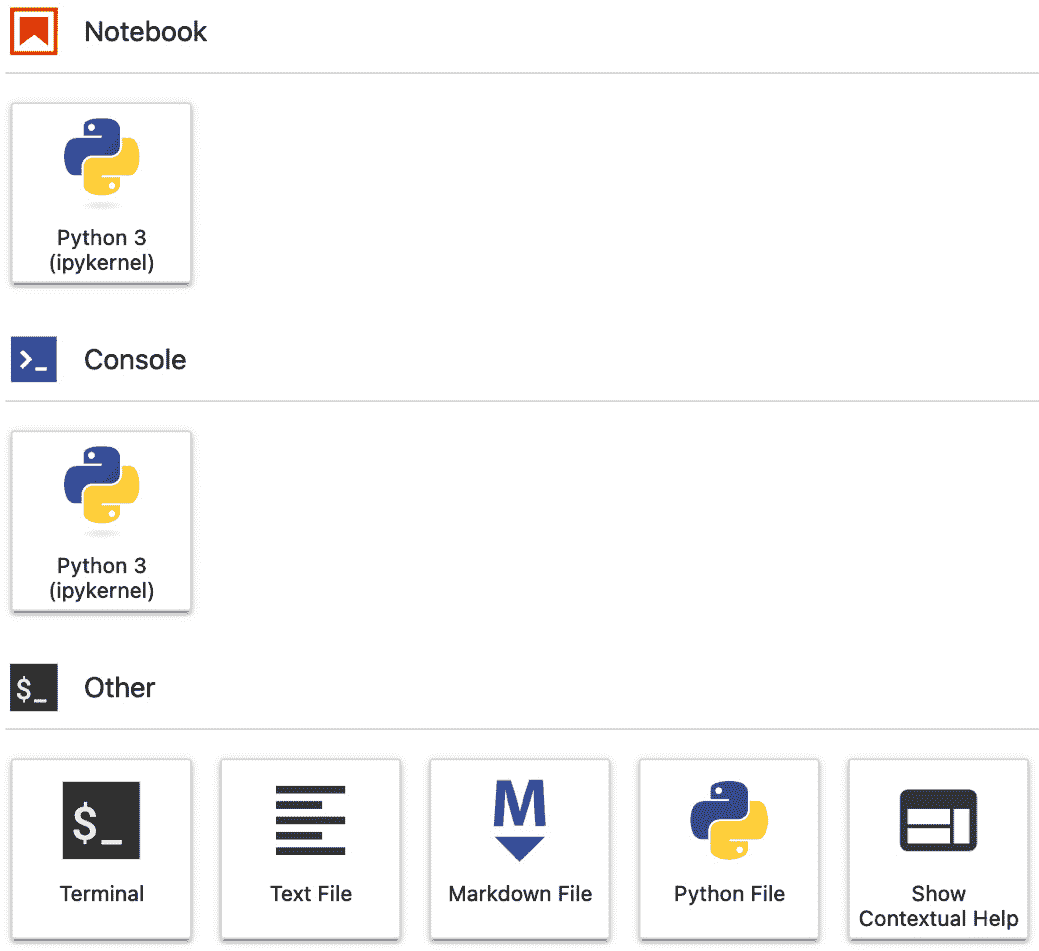 Notebook
Python 3
(ipykernel)
>_
Console
Python 3
(ipykernel)
$_
Other
$_
Terminal
Text File
M
Markdown File
Python File
Show
Contextual Help